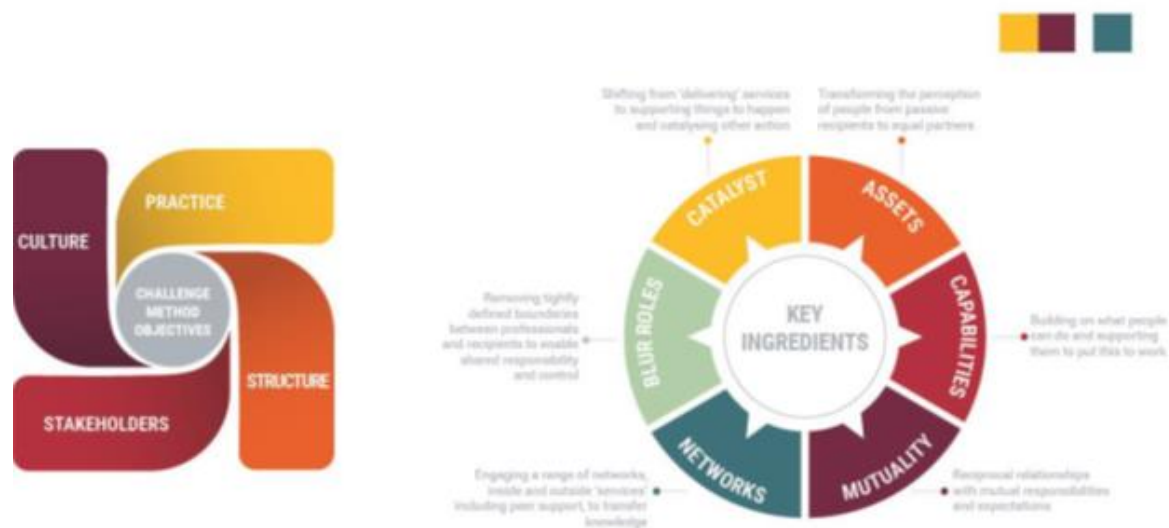 CULTURE
PRACTICE
CHALLENGE
METHOD
OBJECTIVES
STRUCTURE
STAKEHOLDERS
Shifting from 'delivering' services
to supporting things to happen
and catalysing other action
Transforming the perception
of people from passive
recipients to equal partners
CATALYST
ASSETS
Removing tightly
defined boundaries
between professionals
and recipients to enable
shared responsibility
and control
BLUR ROLES
KEY
INGREDIENTS
CAPABILITIES
Building on what people
can do and supporting
them to put this to work
Engaging a range of networks,
inside and outside 'services'
including peer support, to transfer
knowledge
NETWORKS
MUTUALITY
Reciprocal relationships
with mutual responsibilities
and expectations